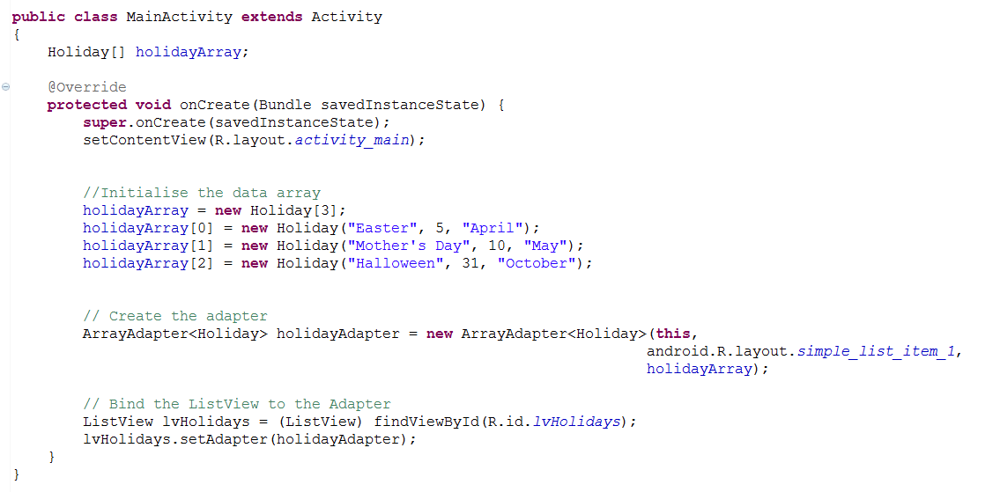 public class MainActivity extends Activity
{
    Holiday[] holidayArray;
    @Override
    protected void onCreate(Bundle savedInstanceState) {
        super.onCreate(savedInstanceState);
        setContentView(R.layout.activity_main);
        //Initialise the data array
        holidayArray = new Holiday[3];
        holidayArray[0] = new Holiday("Easter", 5, "April");
        holidayArray[1] = new Holiday("Mother's Day", 10, "May");
        holidayArray[2] = new Holiday("Halloween", 31, "October");
        // Create the adapter
        ArrayAdapter<Holiday> holidayAdapter = new ArrayAdapter<Holiday>(this,
                                                                        android.R.layout.simple_list_item_1,
                                                                        holidayArray);
        // Bind the ListView to the Adapter
        ListView lvHolidays = (ListView) findViewById(R.id.lvHolidays);
        lvHolidays.setAdapter(holidayAdapter);
    }
}